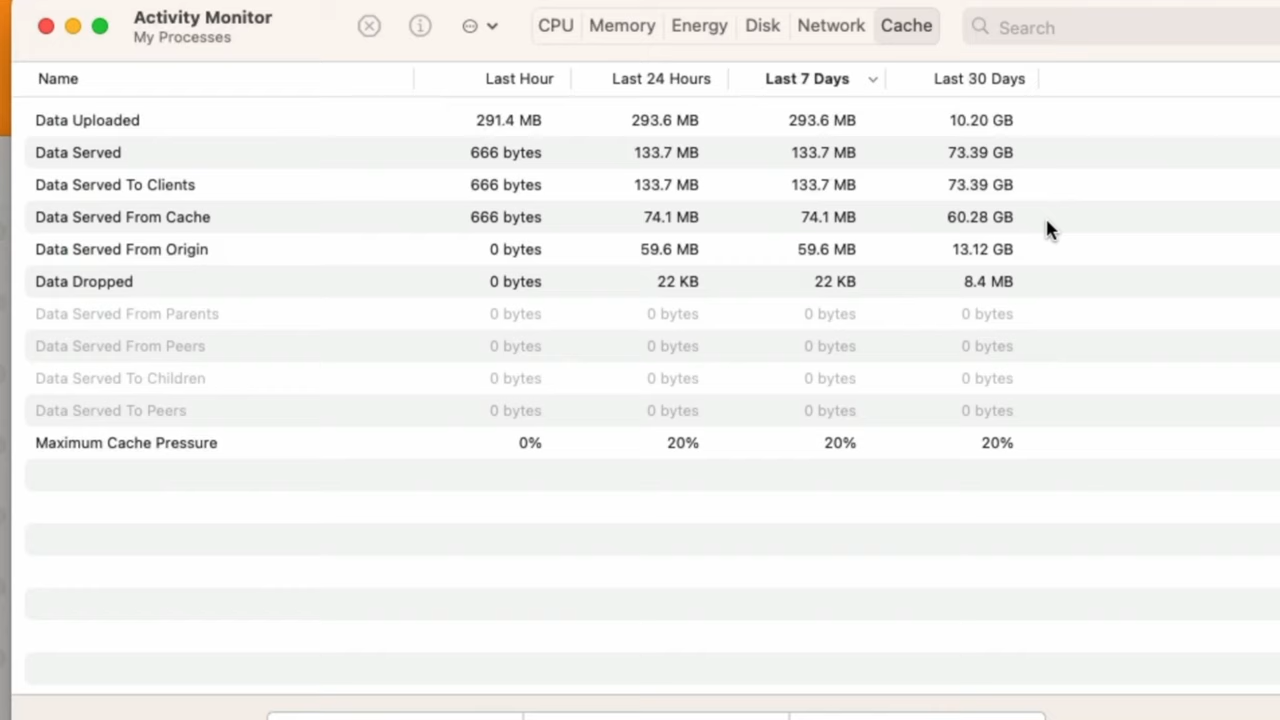 Activity Monitor
My Processes
CPU Memory Energy Disk Network Cache Search
Name Last Hour Last 24 Hours Last 7 Days Last 30 Days
Data Uploaded 291.4 MB 293.6 MB 293.6 MB 10.20 GB
Data Served 666 bytes 133.7 MB 133.7 MB 73.39 GB
Data Served To Clients 666 bytes 133.7 MB 133.7 MB 73.39 GB
Data Served From Cache 666 bytes 74.1 MB 74.1 MB 60.28 GB
Data Served From Origin 0 bytes 59.6 MB 59.6 MB 13.12 GB
Data Dropped 0 bytes 22 KB 22 KB 8.4 MB
Data Served From Parents 0 bytes 0 bytes 0 bytes 0 bytes
Data Served From Peers 0 bytes 0 bytes 0 bytes 0 bytes
Data Served To Children 0 bytes 0 bytes 0 bytes 0 bytes
Data Served To Peers 0 bytes 0 bytes 0 bytes 0 bytes
Maximum Cache Pressure 0% 20% 20% 20%